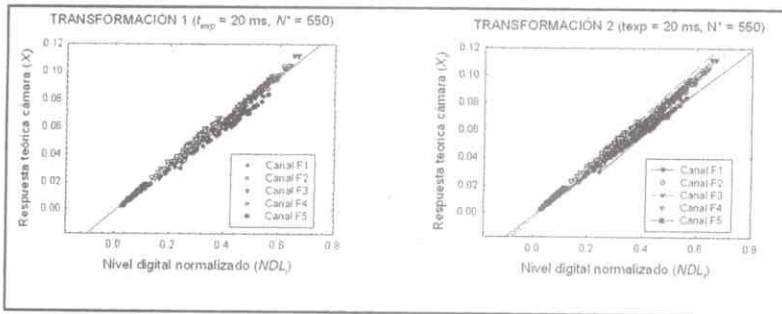 TRANSFORMACIÓN 1 (texp = 20 ms, N* = 550)
Respuesta teórica cámara (X)
0.12
0.10
0.08
0.06
0.04
0.02
0.00
Canal F1
Canal F2
Canal F3
Canal F4
Canal F5
0.0 0.2 0.4 0.6 0.8
Nivel digital normalizado (NDLi)
TRANSFORMACIÓN 2 (texp = 20 ms, N* = 550)
Respuesta teórica cámara (Xi)
0.12
0.10
0.08
0.06
0.04
0.02
0.00
Canal F1
Canal F2
Canal F3
Canal F4
Canal F5
0.0 0.2 0.4 0.6 0.8
Nivel digital normalizado (NDLi)